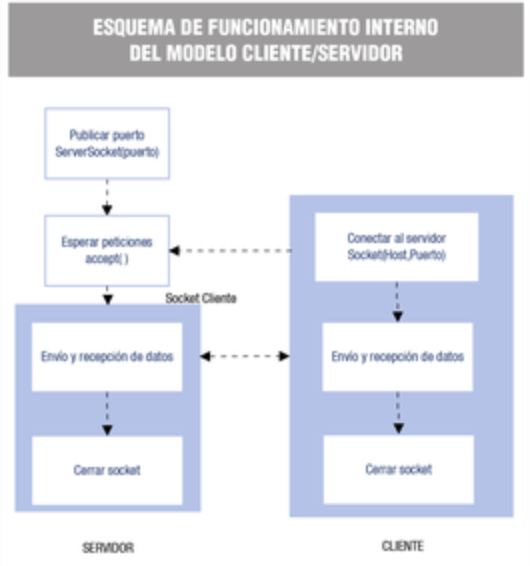 ESQUEMA DE FUNCIONAMIENTO INTERNO
DEL MODELO CLIENTE/SERVIDOR
Publicar puerto
ServerSocket(puerto)
Esperar peticiones
accept( )
Conectar al servidor
Socket(Host,Puerto)
Socket Cliente
Envío y recepción de datos
Envío y recepción de datos
Cerrar socket
Cerrar socket
SERVIDOR
CLIENTE